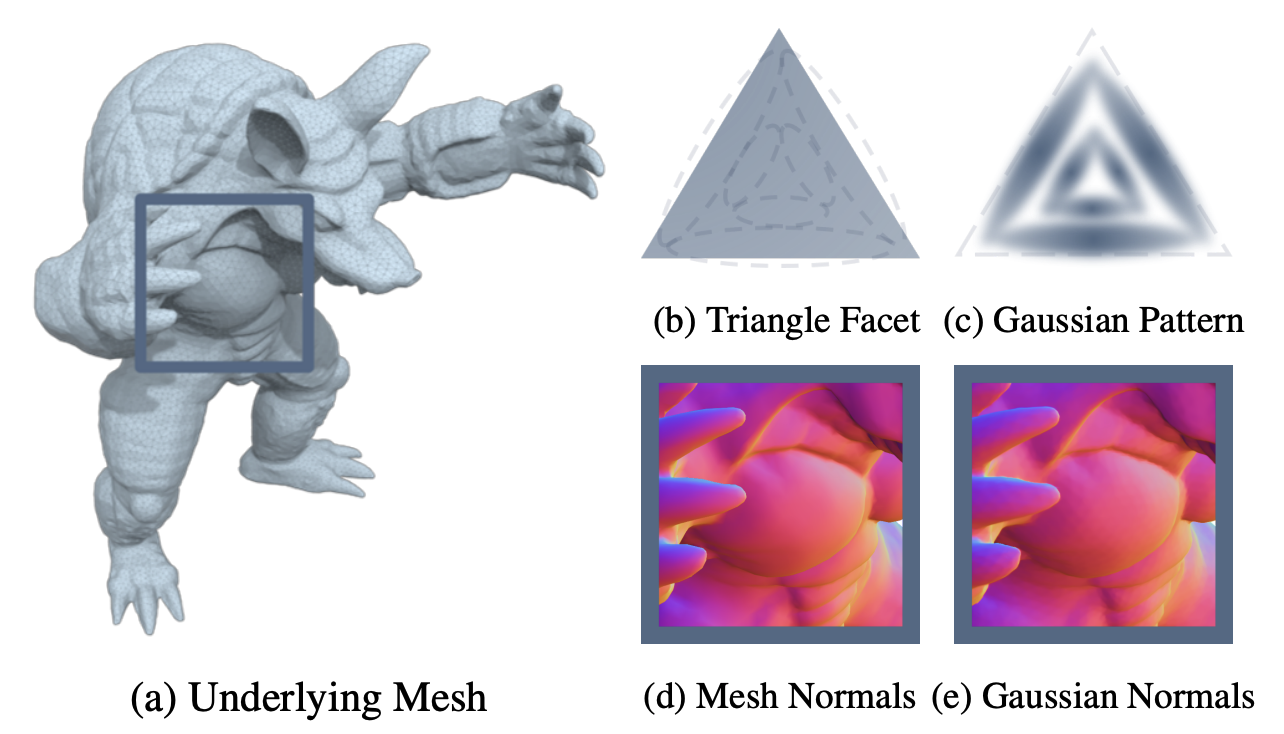 (b) Triangle Facet
(c) Gaussian Pattern
(a) Underlying Mesh
(d) Mesh Normals
(e) Gaussian Normals